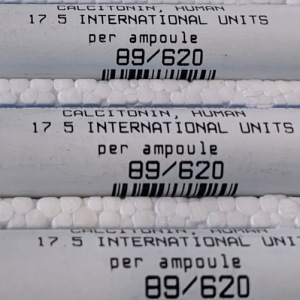 CALCITONIN, HUMAN
17.5 INTERNATIONAL UNITS
per ampoule
89/620
CALCITONIN, HUMAN
17.5 INTERNATIONAL UNITS
per ampoule
89/620
CALCITONIN, HUMAN
17.5 INTERNATIONAL UNI
per ampoule
89/620